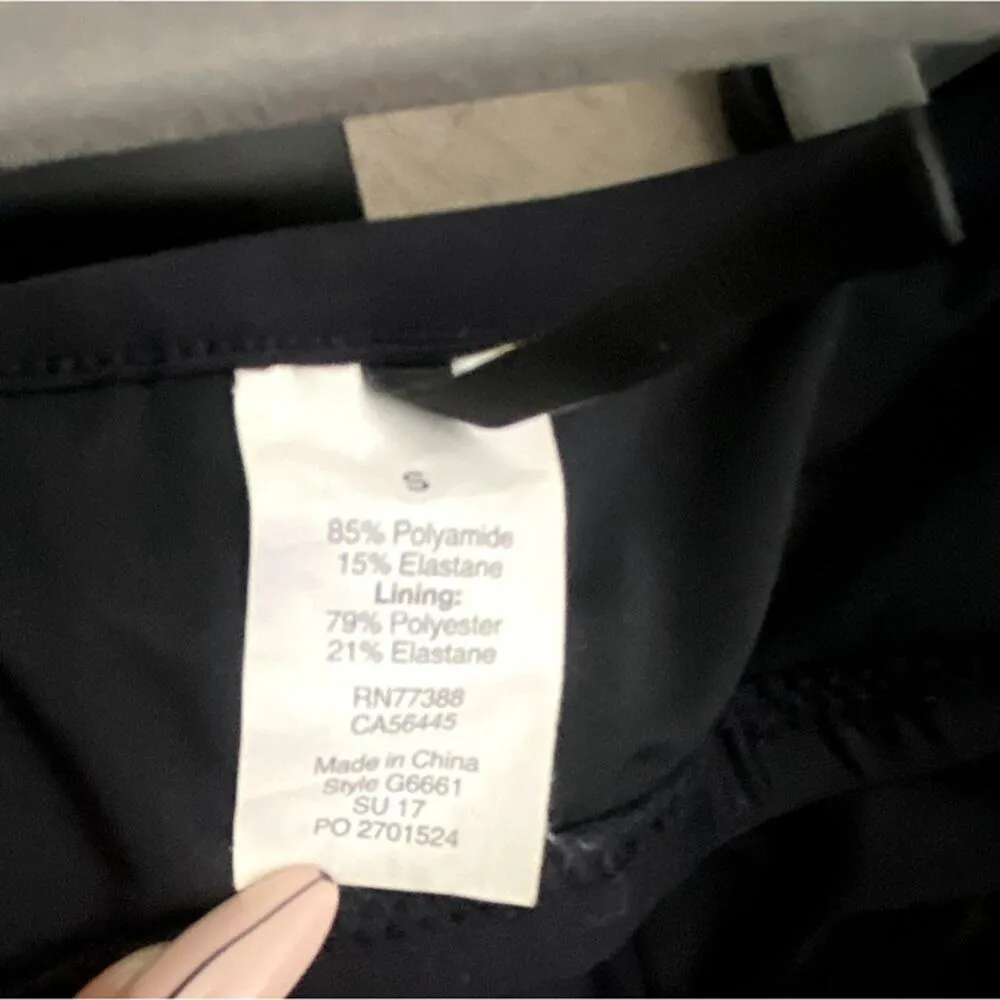 S
85% Polyamide
15% Elastane
Lining:
79% Polyester
21% Elastane
RN77388
CA56445
Made in China
Style G6661
SU 17
PO 2701524